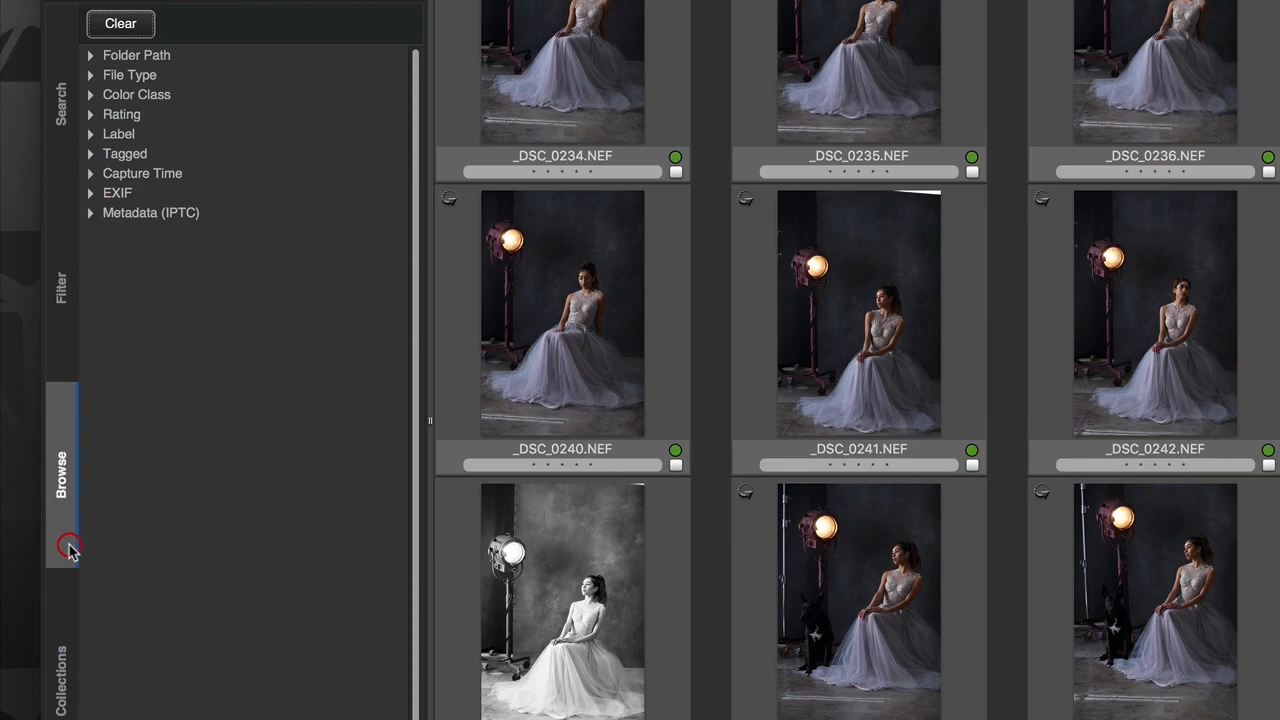 Clear
Folder Path
File Type
Color Class
Rating
Label
Tagged
Capture Time
EXIF
Metadata (IPTC)
Search
Filter
Browse
Collections
_DSC_0234.NEF
_DSC_0235.NEF
_DSC_0236.NEF
_DSC_0240.NEF
_DSC_0241.NEF
_DSC_0242.NEF